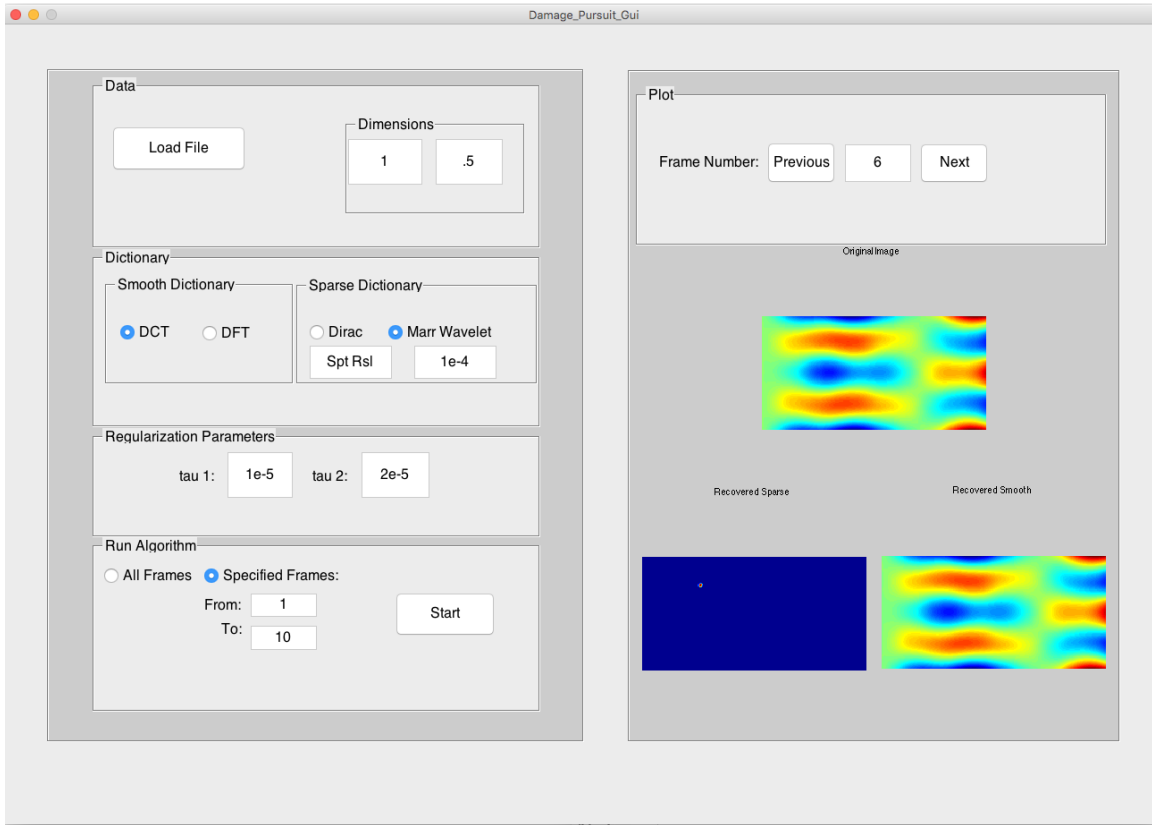 Damage_Pursuit_Gui
Data
Load File
Dimensions
1 .5
Dictionary
Smooth Dictionary
DCT DFT
Sparse Dictionary
Dirac Marr Wavelet
Spt Rsl 1e-4
Regularization Parameters
tau 1: 1e-5 tau 2: 2e-5
Run Algorithm
All Frames Specified Frames:
From: 1
To: 10
Start
Plot
Frame Number: Previous 6 Next
Original Image
Recovered Sparse
Recovered Smooth